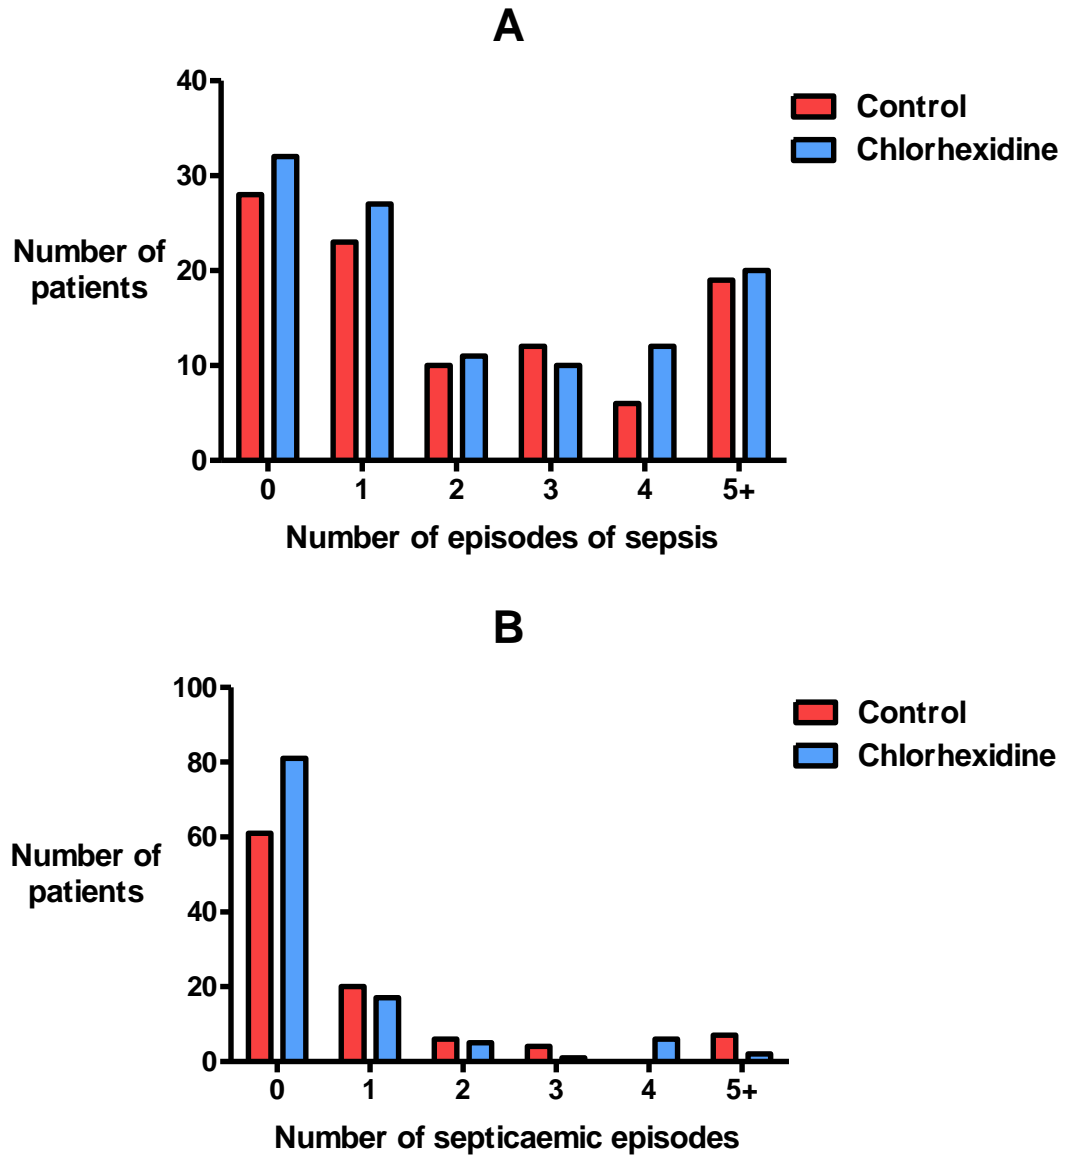 A
40
30
20
10
0
Number of
patients
Control
Chlorhexidine
0 1 2 3 4 5+
Number of episodes of sepsis
B
100
80
60
40
20
0
Number of
patients
Control
Chlorhexidine
0 1 2 3 4 5+
Number of septicaemic episodes